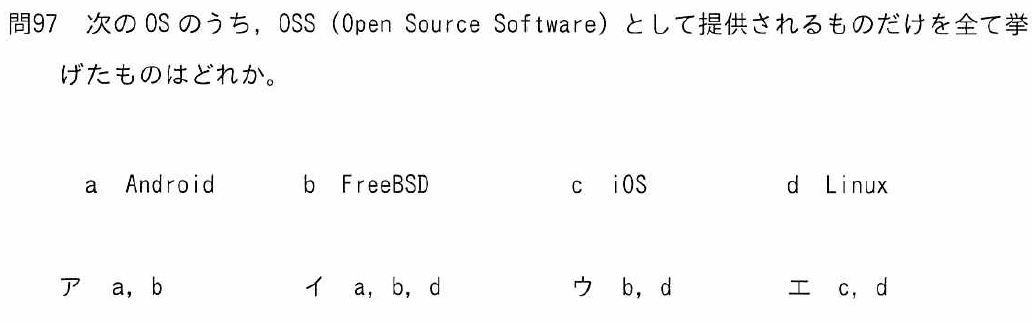 問97　次の OS のうち，OSS（Open Source Software）として提供されるものだけを全て挙
げたものはどれか。
a　Android　b　FreeBSD　c　iOS　d　Linux
ア　a，b　イ　a，b，d　ウ　b，d　エ　c，d